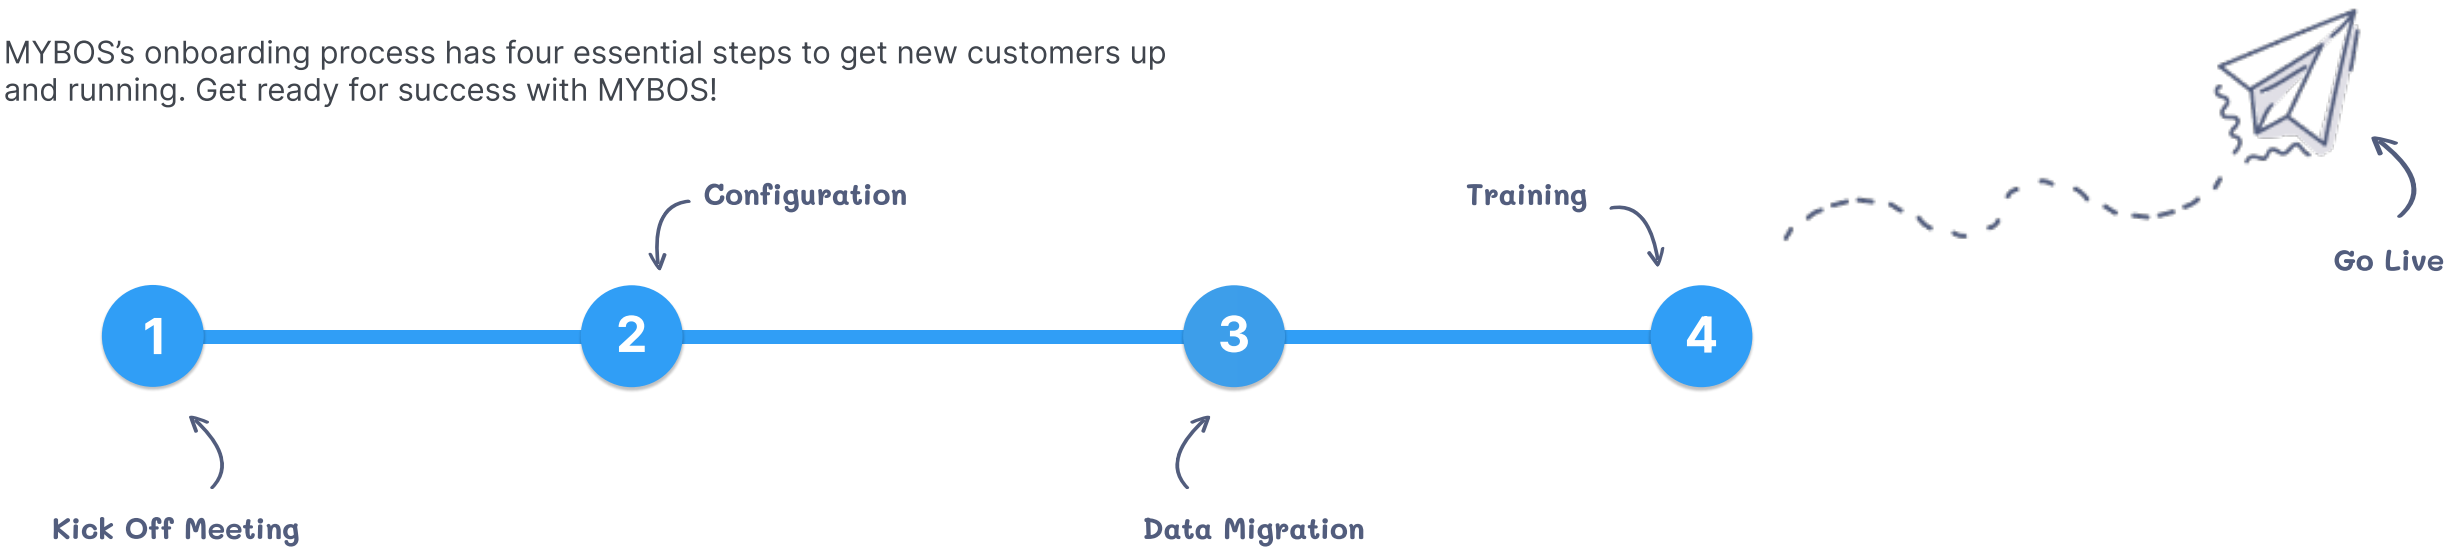 MYBOS’s onboarding process has four essential steps to get new customers up
and running. Get ready for success with MYBOS!
Configuration
Training
Go Live
1
2
3
4
Kick Off Meeting
Data Migration